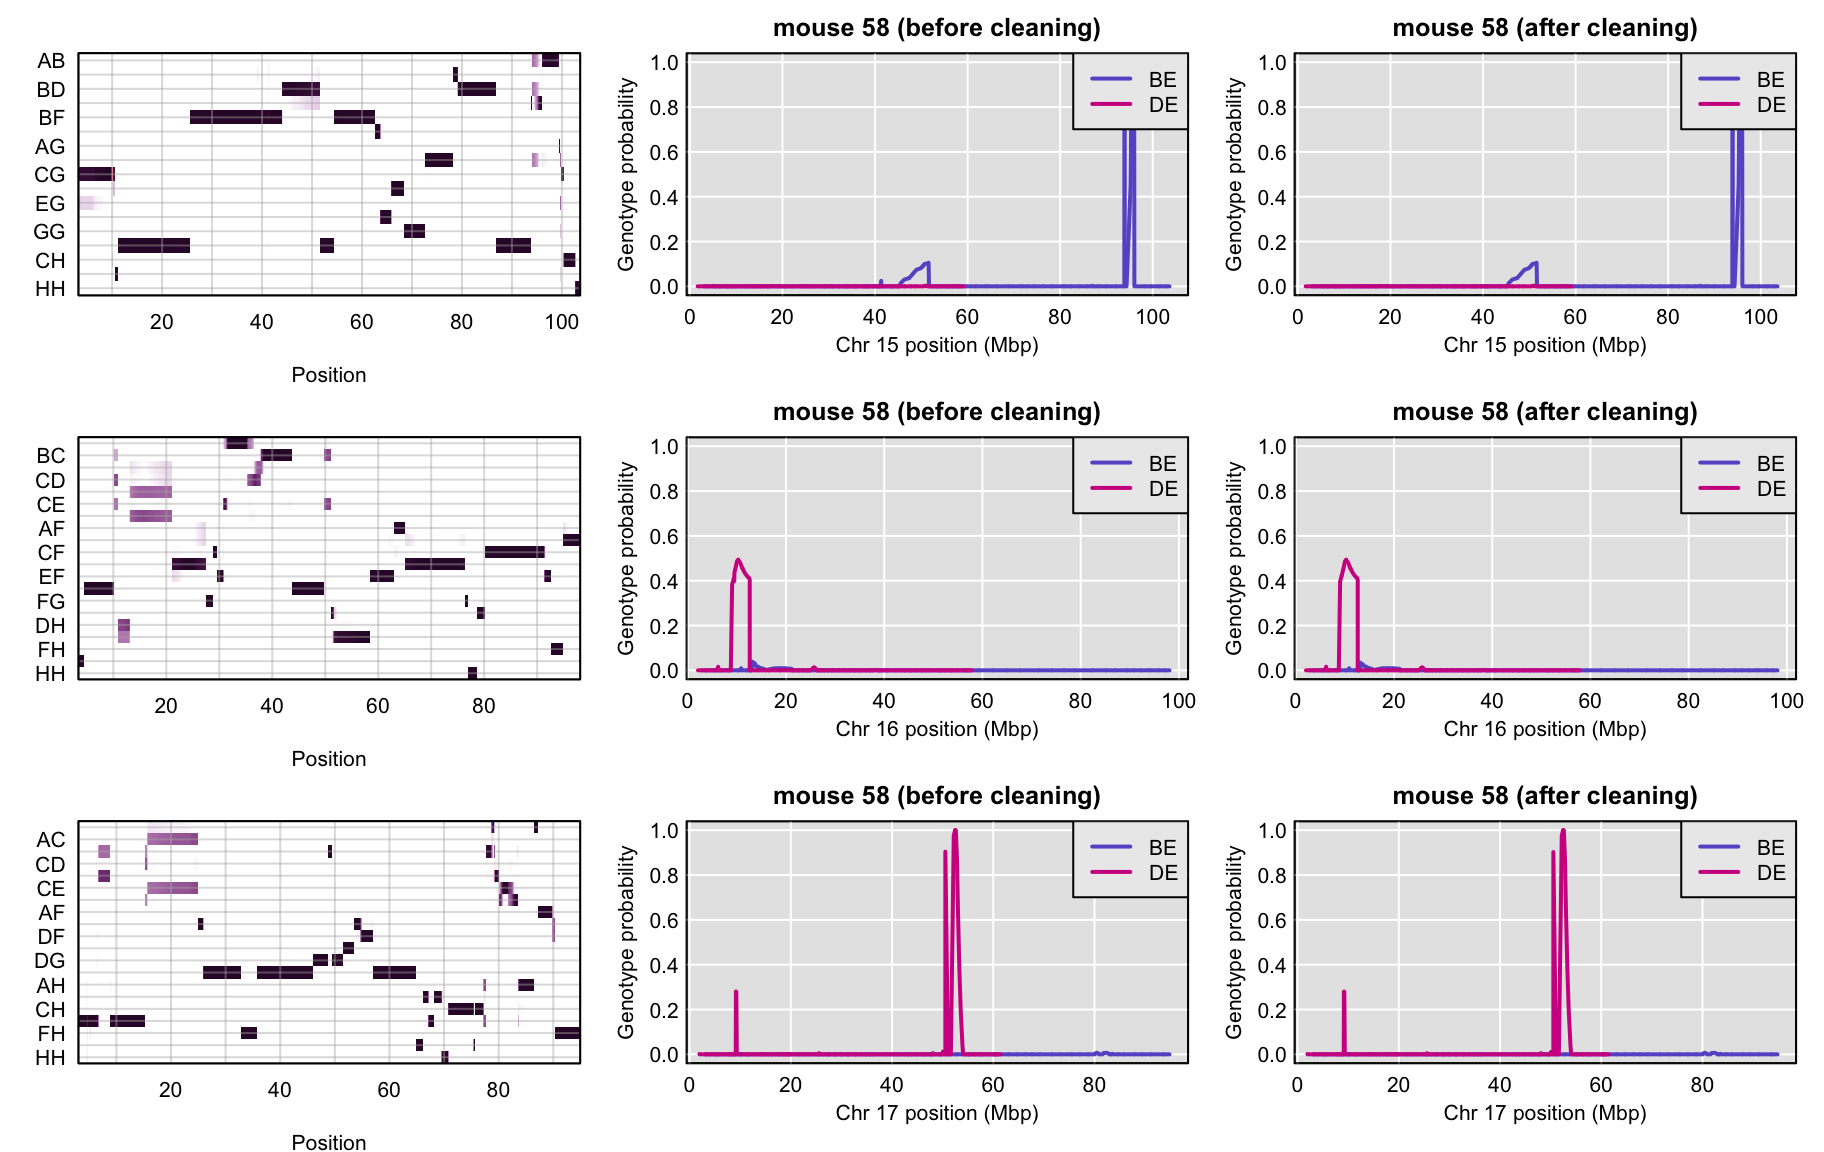 AB
BD
BF
AG
CG
EG
GG
CH
HH
20 40 60 80 100
Position
mouse 58 (before cleaning)
Genotype probability
1.0
0.8
0.6
0.4
0.2
0.0
BE
DE
0 20 40 60 80 100
Chr 15 position (Mbp)
mouse 58 (after cleaning)
Genotype probability
1.0
0.8
0.6
0.4
0.2
0.0
BE
DE
0 20 40 60 80 100
Chr 15 position (Mbp)
BC
CD
CE
AF
CF
EF
FG
DH
FH
HH
20 40 60 80
Position
mouse 58 (before cleaning)
Genotype probability
1.0
0.8
0.6
0.4
0.2
0.0
BE
DE
0 20 40 60 80 100
Chr 16 position (Mbp)
mouse 58 (after cleaning)
Genotype probability
1.0
0.8
0.6
0.4
0.2
0.0
BE
DE
0 20 40 60 80 100
Chr 16 position (Mbp)
AC
CD
CE
AF
DF
DG
AH
CH
FH
HH
20 40 60 80
Position
mouse 58 (before cleaning)
Genotype probability
1.0
0.8
0.6
0.4
0.2
0.0
BE
DE
0 20 40 60 80
Chr 17 position (Mbp)
mouse 58 (after cleaning)
Genotype probability
1.0
0.8
0.6
0.4
0.2
0.0
BE
DE
0 20 40 60 80
Chr 17 position (Mbp)